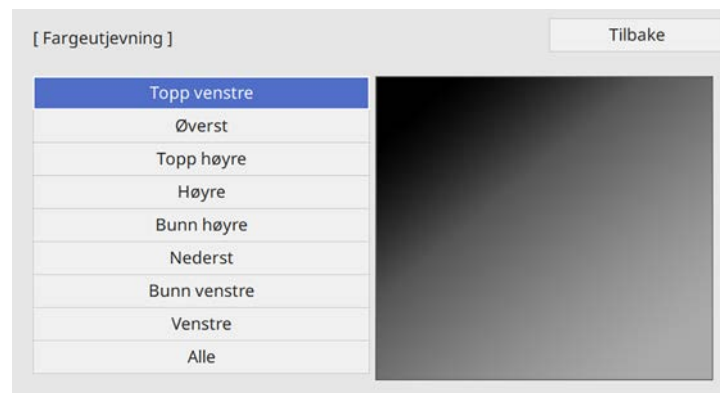 [ Fargeutjevning ]
Tilbake
Topp venstre
Øverst
Topp høyre
Høyre
Bunn høyre
Nederst
Bunn venstre
Venstre
Alle